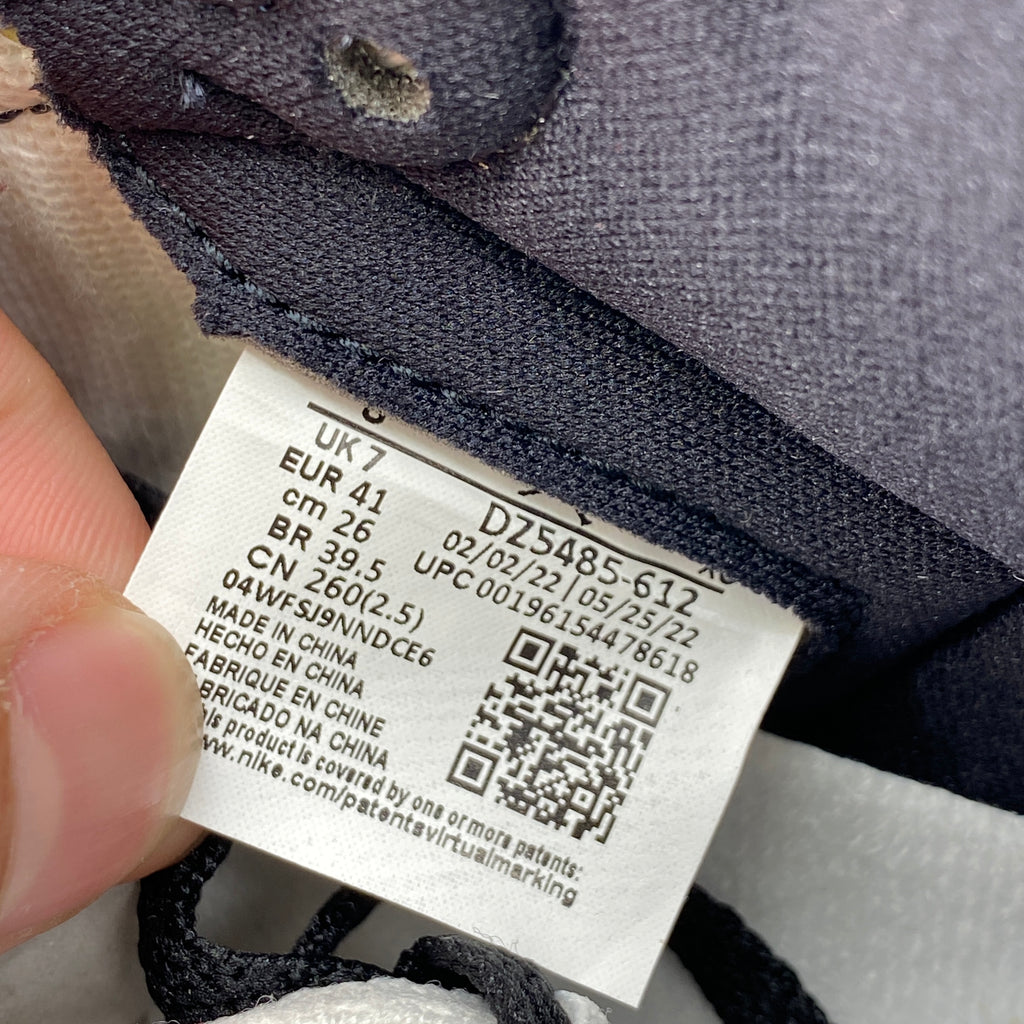 UK 7
EUR 41
cm 26
BR 39.5
CN 260(2.5)
04WFSJ9NNDCE6
DZ5485-612
02/02/22 | 05/25/22
UPC 00196154478618
MADE IN CHINA
HECHO EN CHINA
FABRIQUE EN CHINE
BRICADO NA CHINA
his product is covered by one or more patents:
www.nike.com/patentsvirtualmarking